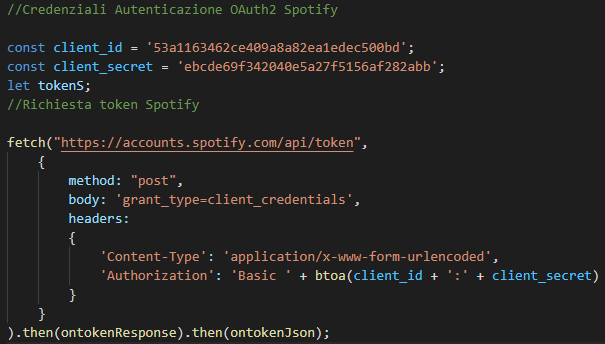 //Credenziali Autenticazione OAuth2 Spotify
const client_id = '53a1163462ce409a8a82ea1edec500bd';
const client_secret = 'ebcde69f342040e5a27f5156af282abb';
let tokenS;
//Richiesta token Spotify
fetch("https://accounts.spotify.com/api/token",
{
method: "post",
body: 'grant_type=client_credentials',
headers:
{
'Content-Type': 'application/x-www-form-urlencoded',
'Authorization': 'Basic ' + btoa(client_id + ':' + client_secret)
}
}
).then(ontokenResponse).then(ontokenJson);